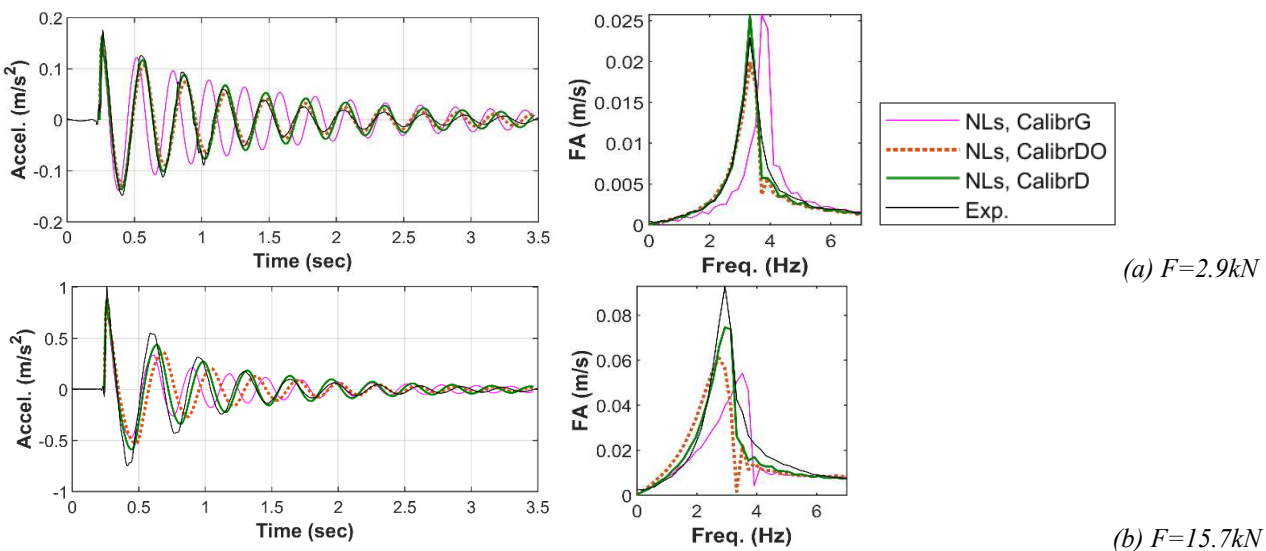 0.2
0.1
0
-0.1
-0.2
Accel. (m/s²)
0 0.5 1 1.5 2 2.5 3 3.5
Time (sec)
0.025
0.02
0.015
0.01
0.005
0
FA (m/s)
0 2 4 6
Freq. (Hz)
NLs, CalibrG
NLs, CalibrDO
NLs, CalibrD
Exp.
(a) F=2.9kN
1
0.5
0
-0.5
-1
Accel. (m/s²)
0 0.5 1 1.5 2 2.5 3 3.5
Time (sec)
0.08
0.06
0.04
0.02
0
FA (m/s)
0 2 4 6
Freq. (Hz)
(b) F=15.7kN